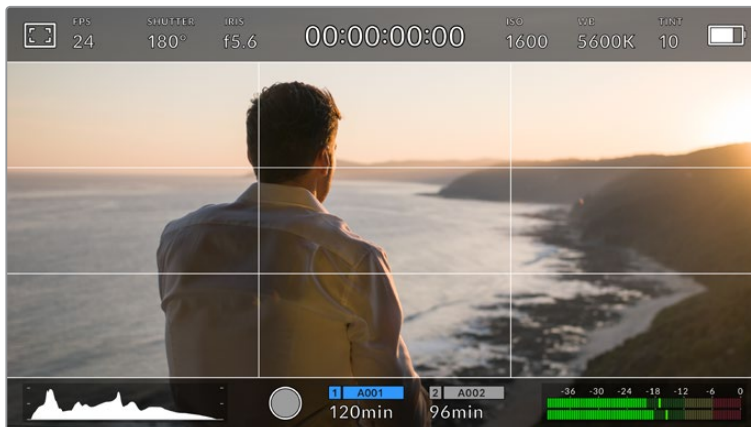 FPS SHUTTER IRIS 00:00:00:00 ISO WB TINT
24 180° f5.6 1600 5600K 10
1 A001 2 A002 -36 -30 -24 -18 -12 -6 0
120min 96min